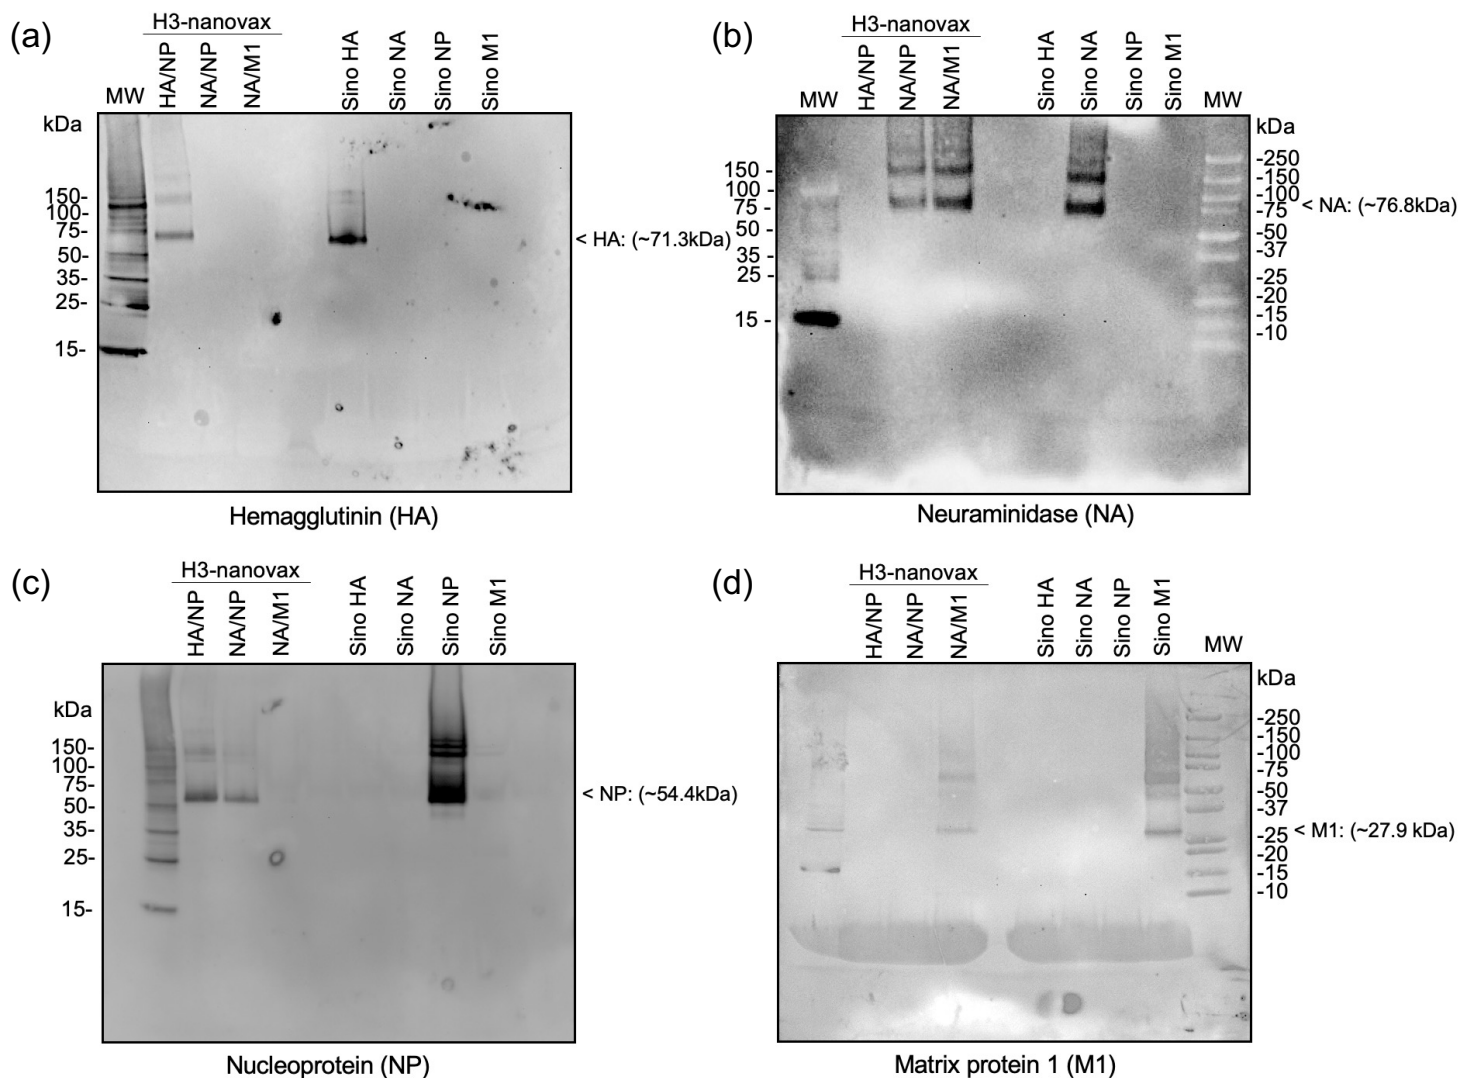 (a)
H3-nanovax
MW
HA/NP
NA/NP
NA/M1
Sino HA
Sino NA
Sino NP
Sino M1
kDa
150-
100-
75-
50-
35-
25-
15-
< HA: (~71.3kDa)
Hemagglutinin (HA)
(b)
H3-nanovax
MW
HA/NP
NA/NP
NA/M1
Sino HA
Sino NA
Sino NP
Sino M1
MW
150 -
100 -
75 -
50 -
35 -
25 -
15 -
kDa
-250
-150
-100
-75
-50
-37
-25
-20
-15
-10
< NA: (~76.8kDa)
Neuraminidase (NA)
(c)
H3-nanovax
HA/NP
NA/NP
NA/M1
Sino HA
Sino NA
Sino NP
Sino M1
kDa
150-
100-
75-
50-
35-
25-
15-
< NP: (~54.4kDa)
Nucleoprotein (NP)
(d)
H3-nanovax
HA/NP
NA/NP
NA/M1
Sino HA
Sino NA
Sino NP
Sino M1
MW
kDa
-250
-150
-100
-75
-50
-37
-25
-20
-15
-10
< M1: (~27.9 kDa)
Matrix protein 1 (M1)